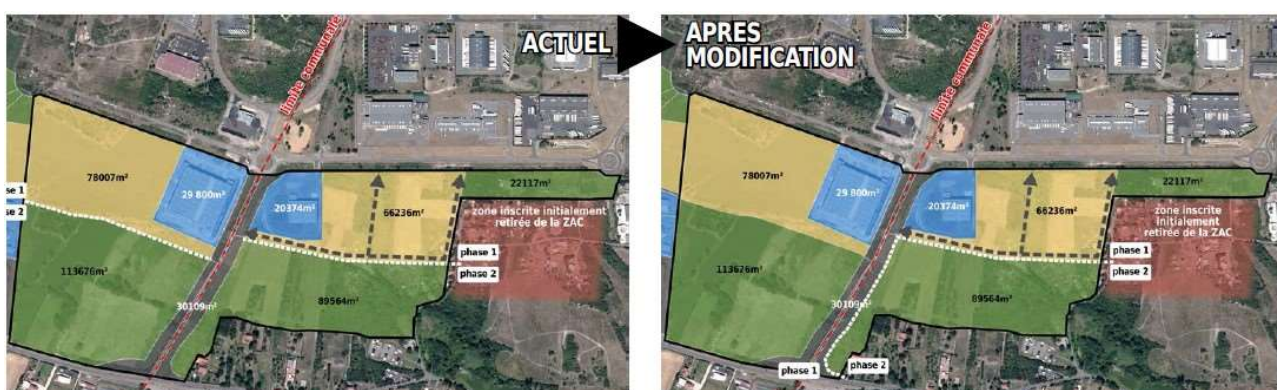 ACTUEL
limite communale
78007m²
29 800m²
20374m²
66236m²
22117m²
zone inscrite initialement
retirée de la ZAC
phase 2
phase 1
phase 2
113676m²
30109m²
89564m²
APRES
MODIFICATION
limite communale
78007m²
29 800m²
20374m²
66236m²
22117m²
zone inscrite
initialement
retirée de la ZAC
phase 1
phase 2
113676m²
30109m²
89564m²
phase 1
phase 2